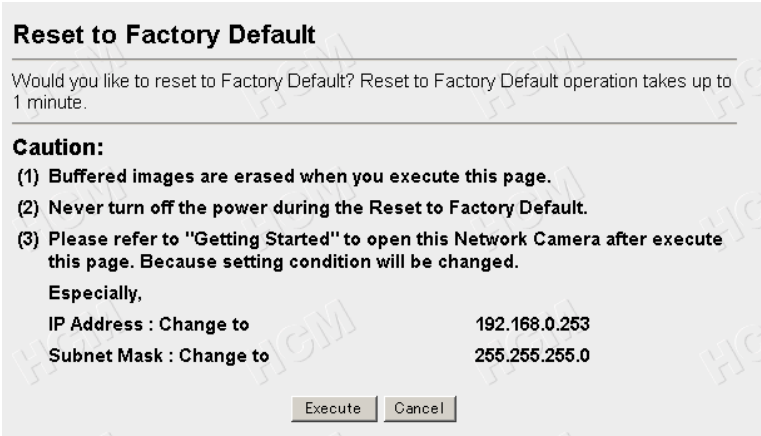 Reset to Factory Default
Would you like to reset to Factory Default? Reset to Factory Default operation takes up to
1 minute.
Caution:
(1) Buffered images are erased when you execute this page.
(2) Never turn off the power during the Reset to Factory Default.
(3) Please refer to "Getting Started" to open this Network Camera after execute
this page. Because setting condition will be changed.
Especially,
IP Address : Change to 192.168.0.253
Subnet Mask : Change to 255.255.255.0
Execute Cancel
HCM